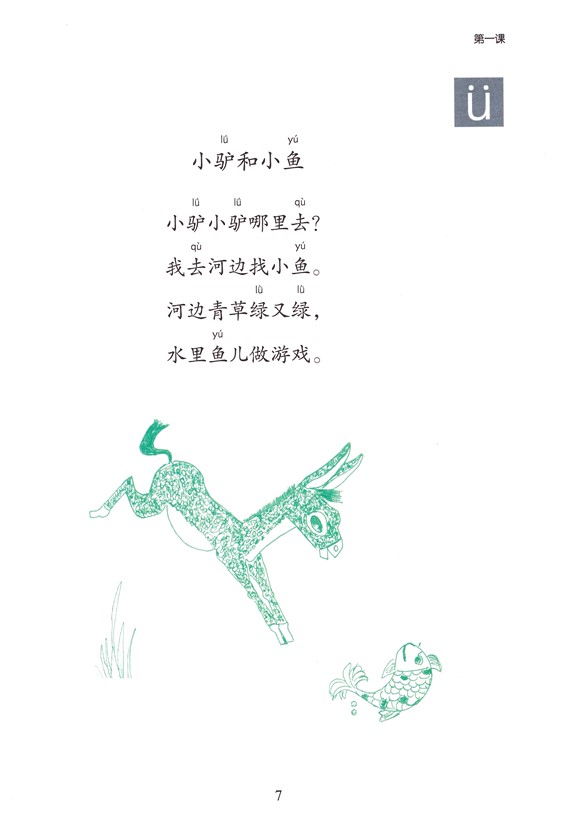 第一课
ü
lǘ yú
小驴和小鱼
lǘ lǘ qù
小驴小驴哪里去?
qù yú
我去河边找小鱼。
lǜ lǜ
河边青草绿又绿,
yú
水里鱼儿做游戏。
7